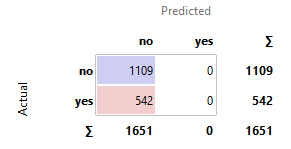 Predicted
no yes Σ
no 1109 0 1109
Actual
yes 542 0 542
Σ 1651 0 1651